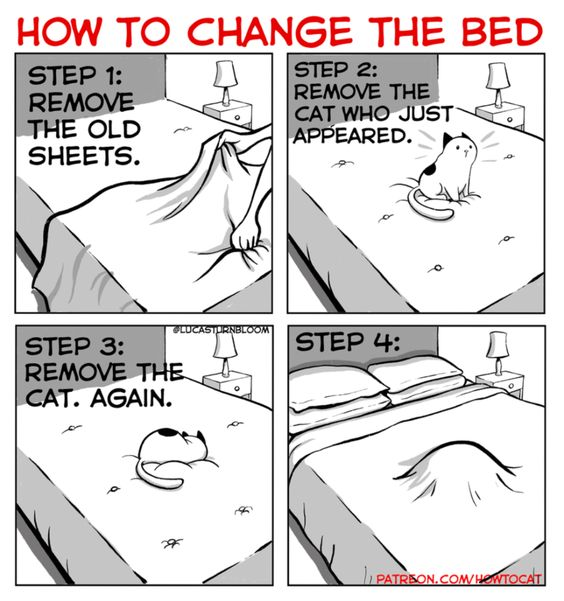 HOW TO CHANGE THE BED
STEP 1:
REMOVE
THE OLD
SHEETS.
STEP 2:
REMOVE THE
CAT WHO JUST
APPEARED.
@LUCASTURNBLOOM
STEP 3:
REMOVE THE
CAT. AGAIN.
STEP 4:
PATREON.COM/HOWTOCAT